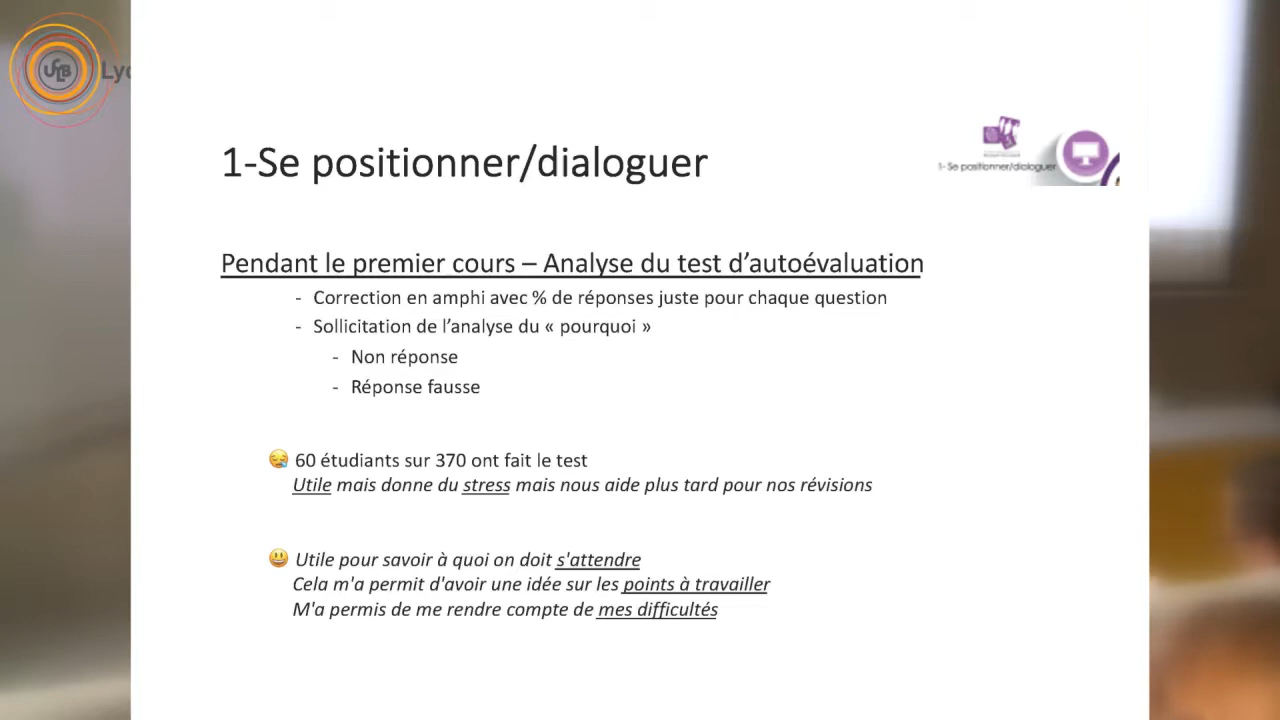 UCLB
Lyo
1-Se positionner/dialoguer
1- Se positionner/dialoguer
Pendant le premier cours – Analyse du test d’autoévaluation
- Correction en amphi avec % de réponses juste pour chaque question
- Sollicitation de l’analyse du « pourquoi »
- Non réponse
- Réponse fausse
60 étudiants sur 370 ont fait le test
Utile mais donne du stress mais nous aide plus tard pour nos révisions
Utile pour savoir à quoi on doit s'attendre
Cela m'a permit d'avoir une idée sur les points à travailler
M'a permis de me rendre compte de mes difficultés